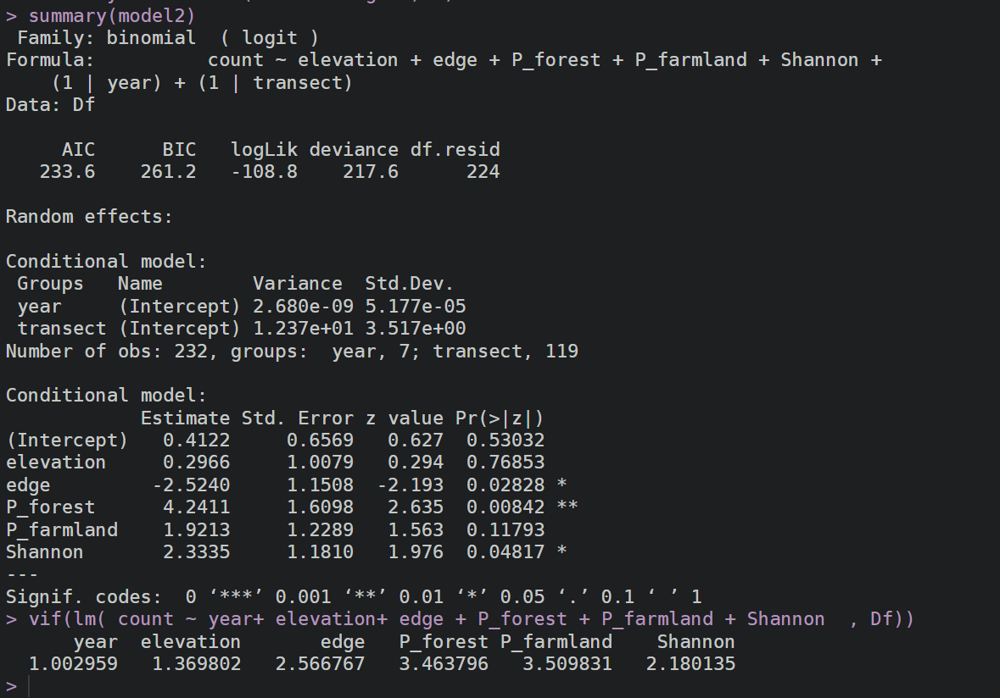 > summary(model2)
 Family: binomial  ( logit )
Formula:          count ~ elevation + edge + P_forest + P_farmland + Shannon +
    (1 | year) + (1 | transect)
Data: Df
     AIC      BIC   logLik deviance df.resid
   233.6    261.2   -108.8    217.6      224
Random effects:
Conditional model:
 Groups   Name        Variance  Std.Dev.
 year     (Intercept) 2.680e-09 5.177e-05
 transect (Intercept) 1.237e+01 3.517e+00
Number of obs: 232, groups:  year, 7; transect, 119
Conditional model:
            Estimate Std. Error z value Pr(>|z|)
(Intercept)   0.4122     0.6569   0.627  0.53032
elevation     0.2966     1.0079   0.294  0.76853
edge         -2.5240     1.1508  -2.193  0.02828 *
P_forest      4.2411     1.6098   2.635  0.00842 **
P_farmland    1.9213     1.2289   1.563  0.11793
Shannon       2.3335     1.1810   1.976  0.04817 *
---
Signif. codes:  0 ‘***’ 0.001 ‘**’ 0.01 ‘*’ 0.05 ‘.’ 0.1 ‘ ’ 1
> vif(lm( count ~ year+ elevation+ edge + P_forest + P_farmland + Shannon  , Df))
      year  elevation       edge   P_forest P_farmland    Shannon
  1.002959   1.369802   2.566767   3.463796   3.509831   2.180135
>